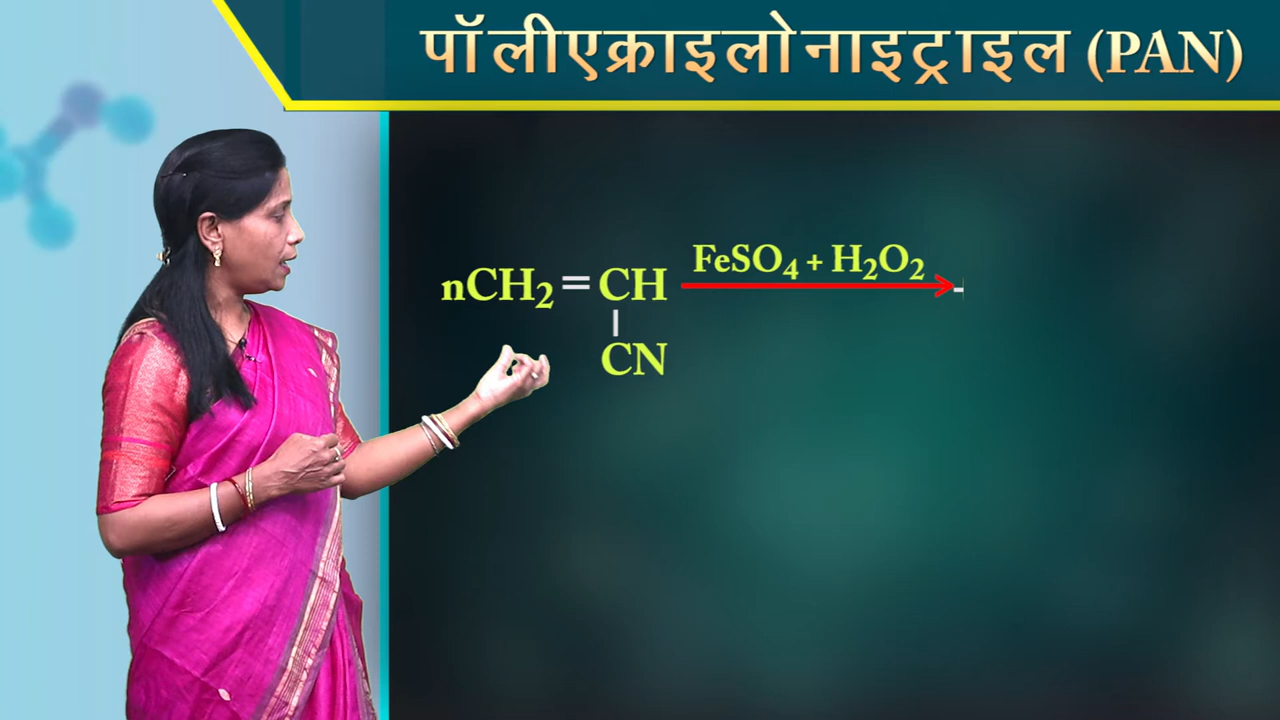 पॉलीएक्राइलोनाइट्राइल (PAN)
FeSO₄ + H₂O₂
nCH₂ = CH
CN